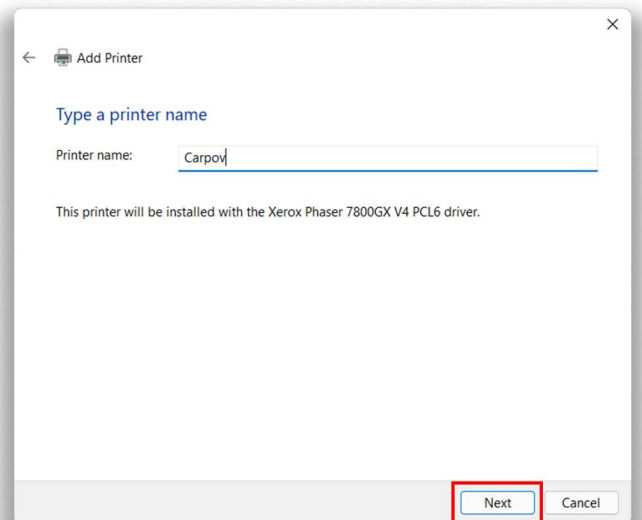 Add Printer
Type a printer name
Printer name: Carpov
This printer will be installed with the Xerox Phaser 7800GX V4 PCL6 driver.
Next Cancel